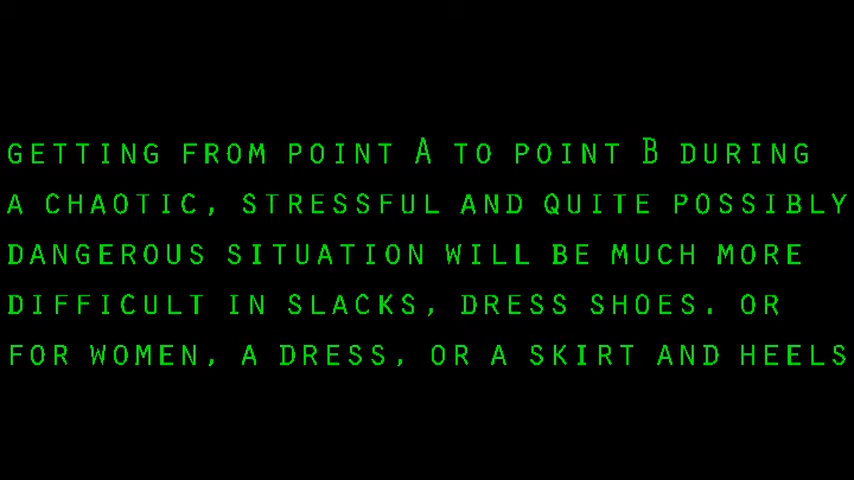 GETTING FROM POINT A TO POINT B DURING
A CHAOTIC, STRESSFUL AND QUITE POSSIBLY
DANGEROUS SITUATION WILL BE MUCH MORE
DIFFICULT IN SLACKS, DRESS SHOES. OR
FOR WOMEN, A DRESS, OR A SKIRT AND HEELS